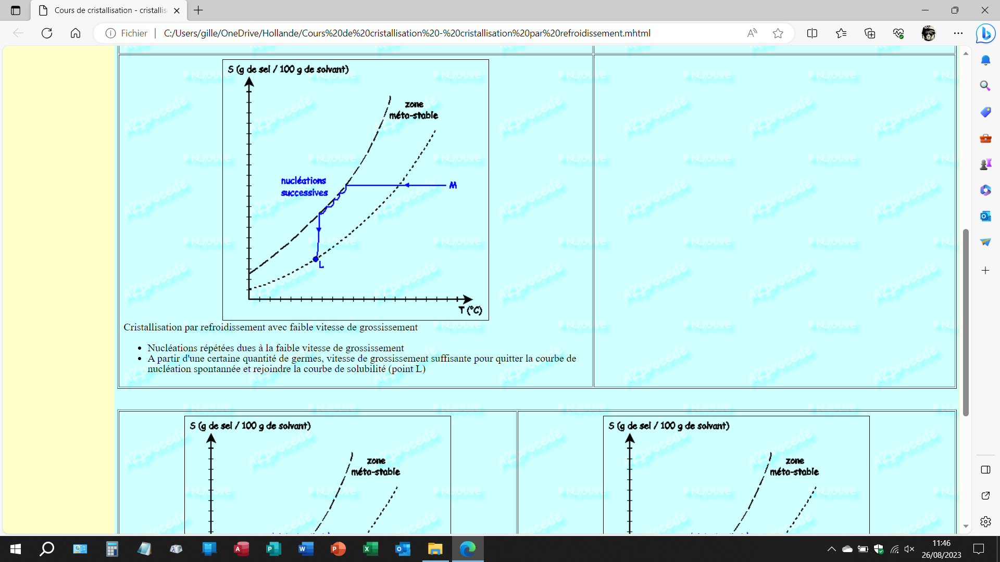 Cours de cristallisation - cristallis
Fichier
C:/Users/gille/OneDrive/Hollande/Cours%20de%20cristallisation%20-%20cristallisation%20par%20refroidissement.mhtml
S (g de sel / 100 g de solvant)
zone
méta-stable
nucléations
successives
M
L
T (°C)
Cristallisation par refroidissement avec faible vitesse de grossissement
Nucléations répétées dues à la faible vitesse de grossissement
A partir d'une certaine quantité de germes, vitesse de grossissement suffisante pour quitter la courbe de
nucléation spontannée et rejoindre la courbe de solubilité (point L)
S (g de sel / 100 g de solvant)
zone
méta-stable
S (g de sel / 100 g de solvant)
zone
méta-stable
AZprocede
© N.JOUVE
11:46
26/08/2023